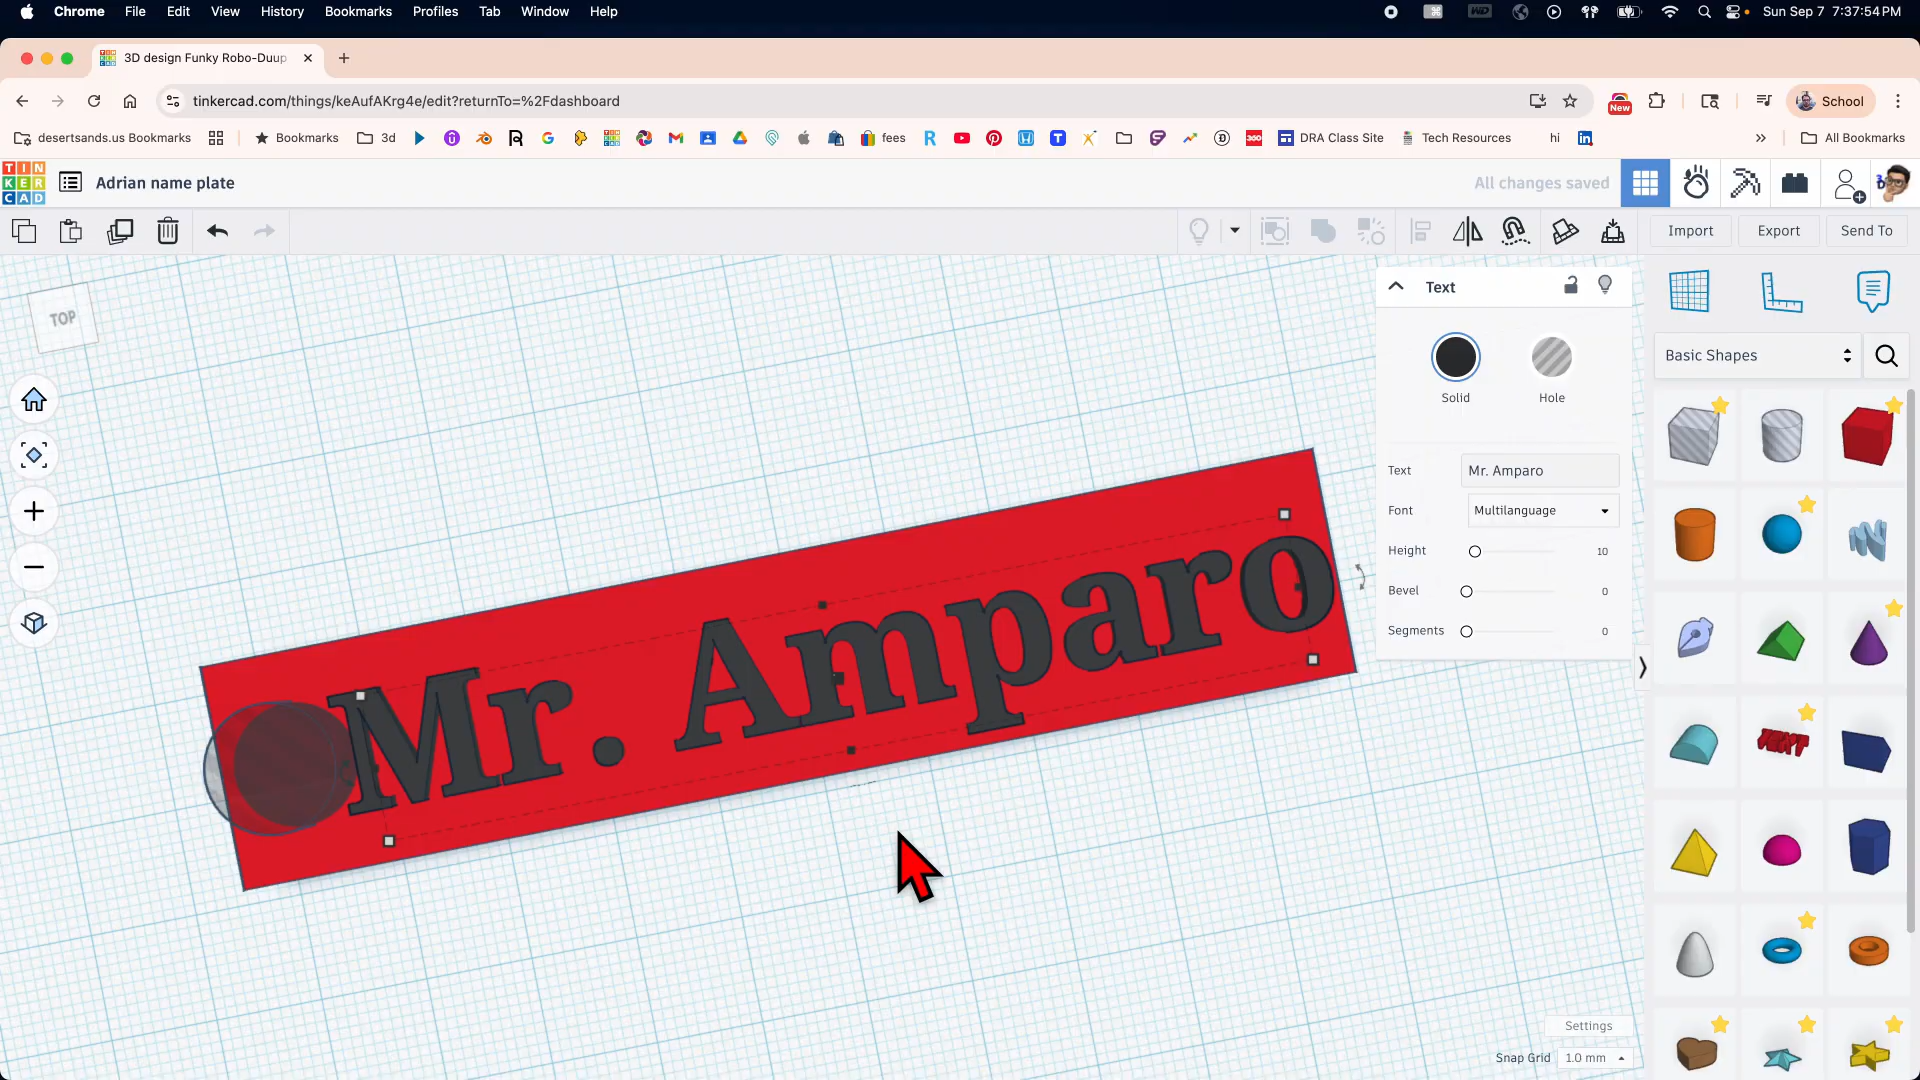 Chrome File Edit View History Bookmarks Profiles Tab Window Help
WD Sun Sep 7 7:37:54 PM
3D design Funky Robo-Duup
tinkercad.com/things/keAufAKrg4e/edit?returnTo=%2Fdashboard
New School
desertsands.us Bookmarks Bookmarks 3d fees DRA Class Site Tech Resources hi All Bookmarks
TIN
KER
CAD
Adrian name plate
All changes saved
Import Export Send To
TOP
Text
Solid Hole
Text Mr. Amparo
Font Multilanguage
Height 10
Bevel 0
Segments 0
Basic Shapes
TEXT
Mr. Amparo
Settings
Snap Grid 1.0 mm